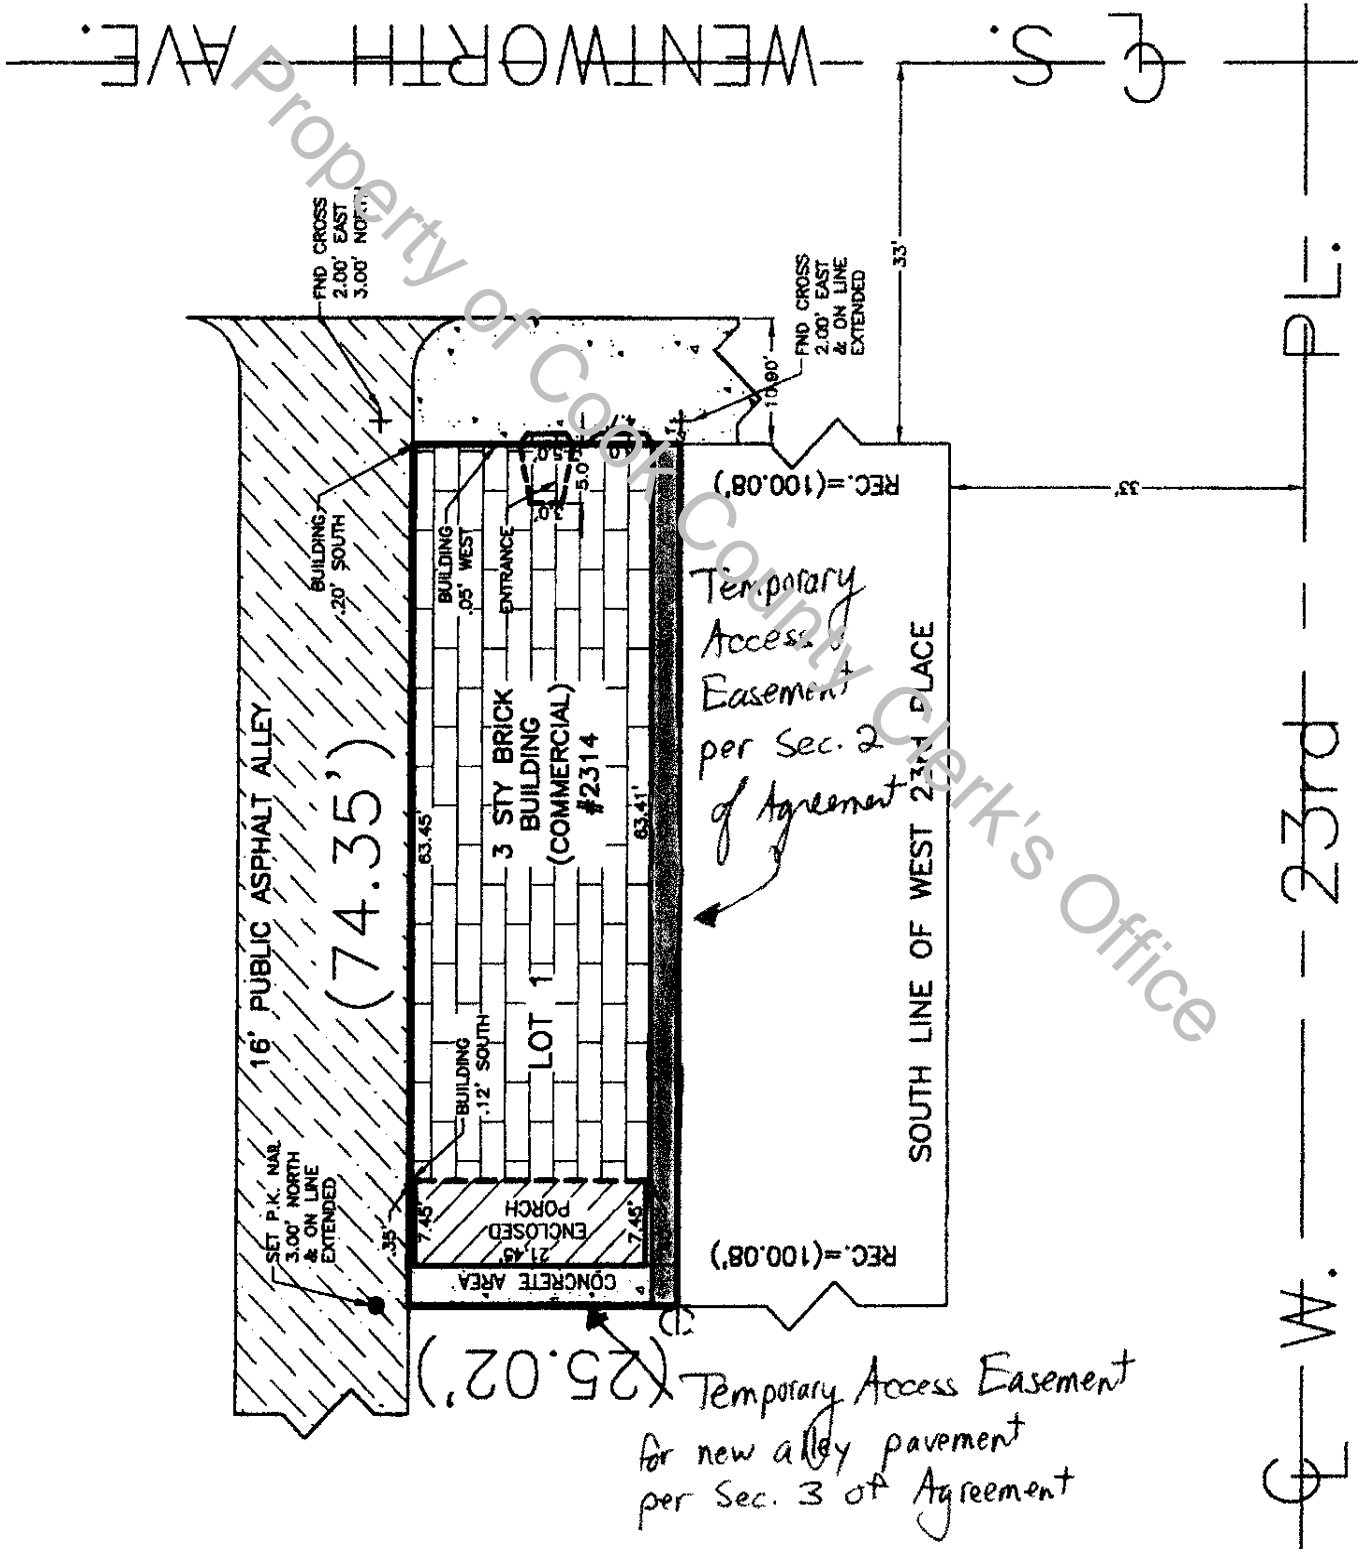 WENTWORTH AVE.
S.
CL
Property of Cook County Clerk's Office
FND CROSS
2.00' EAST
3.00' NORTH
FND CROSS
2.00' EAST
& ON LINE
EXTENDED
33'
10.90'
BUILDING
.20' SOUTH
BUILDING
.05' WEST
ENTRANCE
5.0'
REC.=(100.08')
33'
16' PUBLIC ASPHALT ALLEY
(74.35')
63.45'
3 STY BRICK
BUILDING
(COMMERCIAL)
#2314
63.41'
LOT 1
BUILDING
.12' SOUTH
Temporary
Access
Easement
per Sec. 2
of Agreement
SOUTH LINE OF WEST 23rd PLACE
W. 23rd PL.
CL
SET P.K. NAIL
3.00' NORTH
& ON LINE
EXTENDED
.35'
7.45'
ENCLOSED
PORCH
21.45'
7.45'
CONCRETE AREA
REC.=(100.08')
(25.02')
Temporary Access Easement
for new alley pavement
per Sec. 3 of Agreement